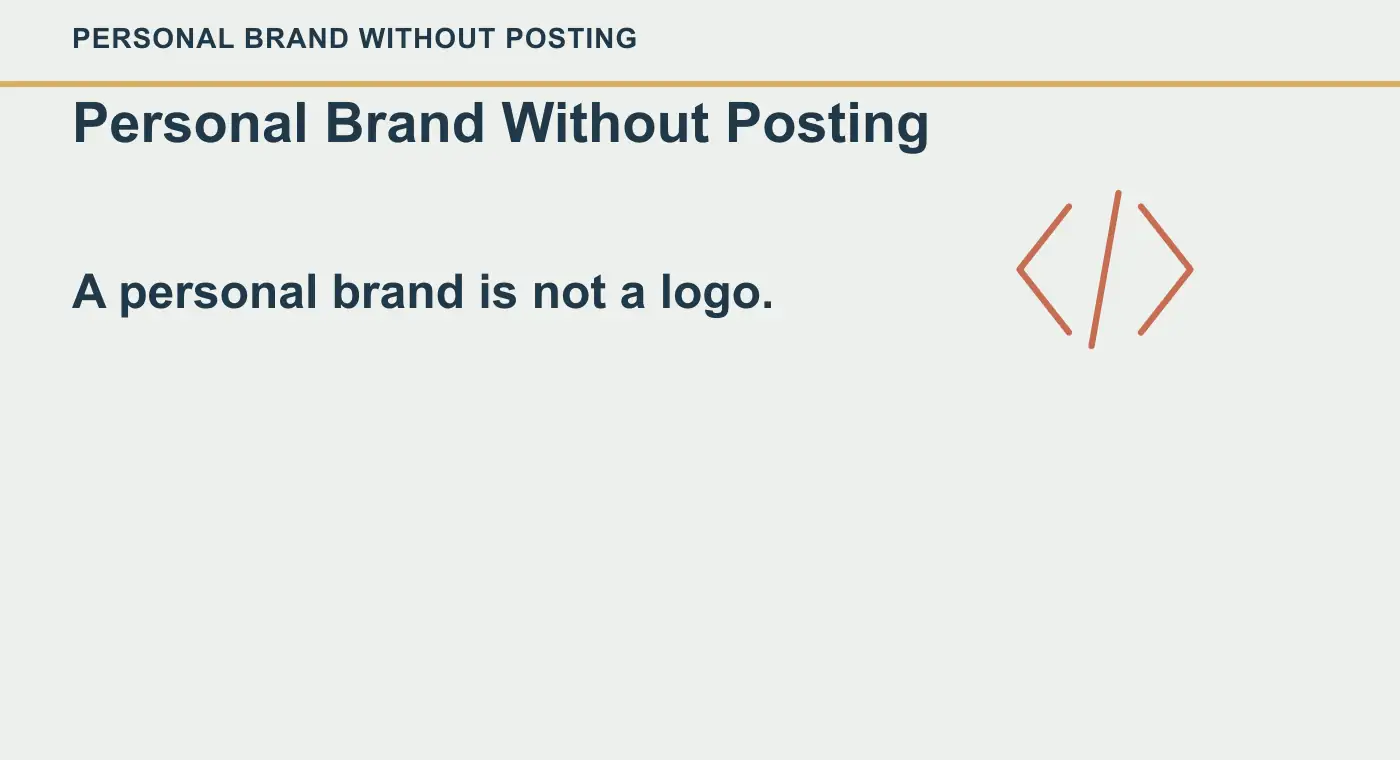 PERSONAL BRAND WITHOUT POSTING
Personal Brand Without Posting
A personal brand is not a logo.